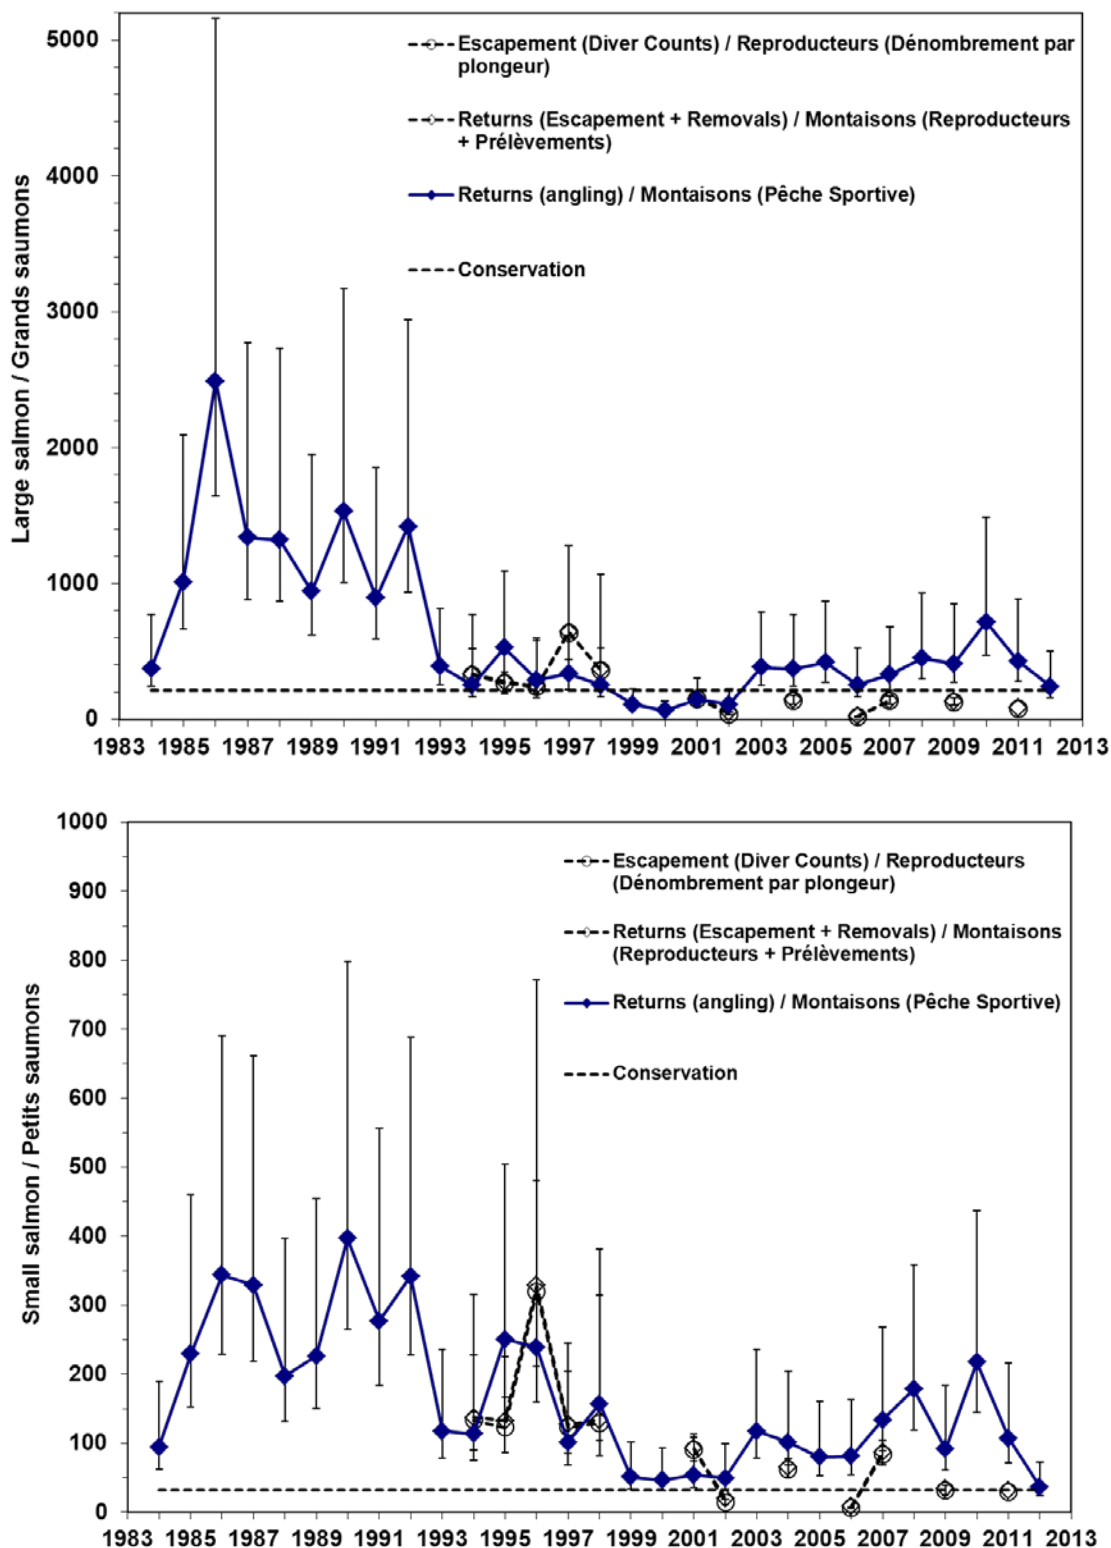 5000
4000
3000
2000
1000
0
Large salmon / Grands saumons
Escapement (Diver Counts) / Reproducteurs (Dénombrement par
plongeur)
Returns (Escapement + Removals) / Montaisons (Reproducteurs
+ Prélèvements)
Returns (angling) / Montaisons (Pêche Sportive)
Conservation
1983 1985 1987 1989 1991 1993 1995 1997 1999 2001 2003 2005 2007 2009 2011 2013
1000
900
800
700
600
500
400
300
200
100
0
Small salmon / Petits saumons
Escapement (Diver Counts) / Reproducteurs
(Dénombrement par plongeur)
Returns (Escapement + Removals) / Montaisons
(Reproducteurs + Prélèvements)
Returns (angling) / Montaisons (Pêche Sportive)
Conservation
1983 1985 1987 1989 1991 1993 1995 1997 1999 2001 2003 2005 2007 2009 2011 2013